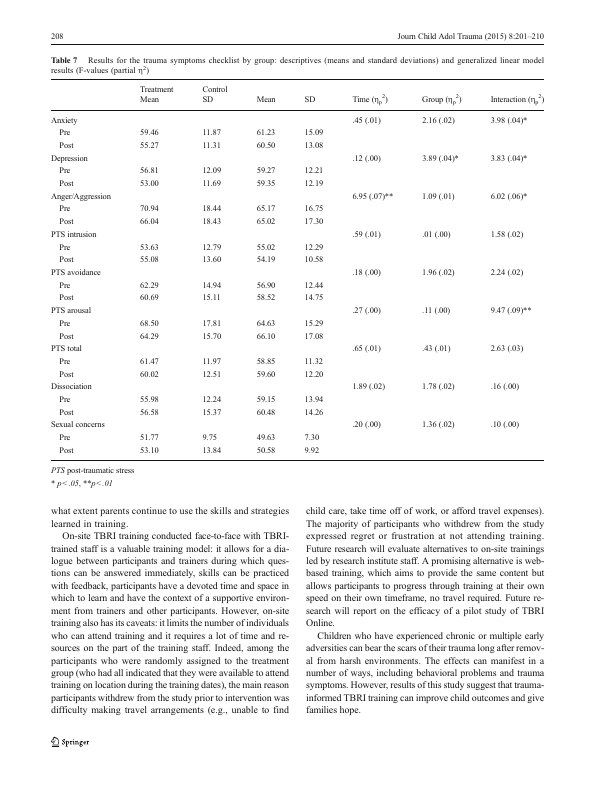 208
Journ Child Adol Trauma (2015) 8:201–210
Table 7 Results for the trauma symptoms checklist by group: descriptives (means and standard deviations) and generalized linear model
results (F-values (partial η²)
Treatment Control
Mean SD Mean SD Time (ηp²) Group (ηp²) Interaction (ηp²)
Anxiety .45 (.01) 2.16 (.02) 3.98 (.04)*
Pre 59.46 11.87 61.23 15.09
Post 55.27 11.31 60.50 13.08
Depression .12 (.00) 3.89 (.04)* 3.83 (.04)*
Pre 56.81 12.09 59.27 12.21
Post 53.00 11.69 59.35 12.19
Anger/Aggression 6.95 (.07)** 1.09 (.01) 6.02 (.06)*
Pre 70.94 18.44 65.17 16.75
Post 66.04 18.43 65.02 17.30
PTS intrusion .59 (.01) .01 (.00) 1.58 (.02)
Pre 53.63 12.79 55.02 12.29
Post 55.08 13.60 54.19 10.58
PTS avoidance .18 (.00) 1.96 (.02) 2.24 (.02)
Pre 62.29 14.94 56.90 12.44
Post 60.69 15.11 58.52 14.75
PTS arousal .27 (.00) .11 (.00) 9.47 (.09)**
Pre 68.50 17.81 64.63 15.29
Post 64.29 15.70 66.10 17.08
PTS total .65 (.01) .43 (.01) 2.63 (.03)
Pre 61.47 11.97 58.85 11.32
Post 60.02 12.51 59.60 12.20
Dissociation 1.89 (.02) 1.78 (.02) .16 (.00)
Pre 55.98 12.24 59.15 13.94
Post 56.58 15.37 60.48 14.26
Sexual concerns .20 (.00) 1.36 (.02) .10 (.00)
Pre 51.77 9.75 49.63 7.30
Post 53.10 13.84 50.58 9.92
PTS post-traumatic stress
* p<.05, **p<.01
what extent parents continue to use the skills and strategies
learned in training.
On-site TBRI training conducted face-to-face with TBRI-
trained staff is a valuable training model: it allows for a dia-
logue between participants and trainers during which ques-
tions can be answered immediately, skills can be practiced
with feedback, participants have a devoted time and space in
which to learn and have the context of a supportive environ-
ment from trainers and other participants. However, on-site
training also has its caveats: it limits the number of individuals
who can attend training and it requires a lot of time and re-
sources on the part of the training staff. Indeed, among the
participants who were randomly assigned to the treatment
group (who had all indicated that they were available to attend
training on location during the training dates), the main reason
participants withdrew from the study prior to intervention was
difficulty making travel arrangements (e.g., unable to find
child care, take time off of work, or afford travel expenses).
The majority of participants who withdrew from the study
expressed regret or frustration at not attending training.
Future research will evaluate alternatives to on-site trainings
led by research institute staff. A promising alternative is web-
based training, which aims to provide the same content but
allows participants to progress through training at their own
speed on their own timeframe, no travel required. Future re-
search will report on the efficacy of a pilot study of TBRI
Online.
Children who have experienced chronic or multiple early
adversities can bear the scars of their trauma long after remov-
al from harsh environments. The effects can manifest in a
number of ways, including behavioral problems and trauma
symptoms. However, results of this study suggest that trauma-
informed TBRI training can improve child outcomes and give
families hope.
Springer